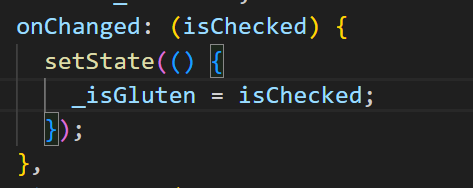 onChanged: (isChecked) {
setState(() {
_isGluten = isChecked;
});
},